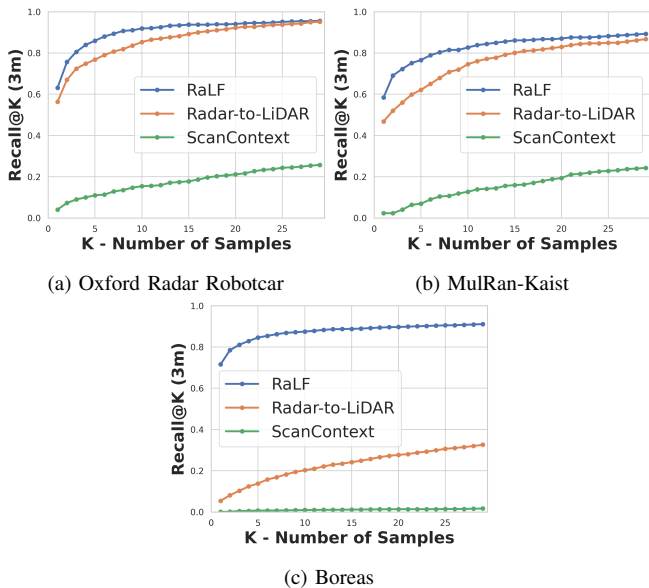 1.0
0.8
0.6
0.4
0.2
0.0
Recall@K (3m)
RaLF
Radar-to-LiDAR
ScanContext
0 5 10 15 20 25
K - Number of Samples
(a) Oxford Radar Robotcar
1.0
0.8
0.6
0.4
0.2
0.0
Recall@K (3m)
RaLF
Radar-to-LiDAR
ScanContext
0 5 10 15 20 25
K - Number of Samples
(b) MulRan-Kaist
1.0
0.8
0.6
0.4
0.2
0.0
Recall@K (3m)
RaLF
Radar-to-LiDAR
ScanContext
0 5 10 15 20 25
K - Number of Samples
(c) Boreas